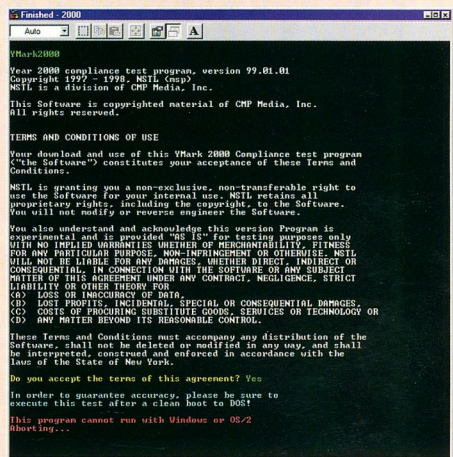 Finished - 2000
Auto
A
YMark2000
Year 2000 compliance test program, version 99.01.01
Copyright 1997 - 1998, NSTL (nsp)
NSTL is a division of CMP Media, Inc.
This Software is copyrighted material of CMP Media, Inc.
All rights reserved.
TERMS AND CONDITIONS OF USE
Your download and use of this YMark 2000 Compliance test program
("the Software") constitutes your acceptance of these Terms and
Conditions.
NSTL is granting you a non-exclusive, non-transferable right to
use the Software for your internal use. NSTL retains all
proprietary rights, including the copyright, to the Software.
You will not modify or reverse engineer the Software.
You also understand and acknowledge this version Program is
experimental and is provided "AS IS" for testing purposes only
WITH NO IMPLIED WARRANTIES WHETHER OF MERCHANTABILITY, FITNESS
FOR ANY PARTICULAR PURPOSE, NON-INFRINGEMENT OR OTHERWISE. NSTL
WILL NOT BE LIABLE FOR ANY DAMAGES, WHETHER DIRECT, INDIRECT OR
CONSEQUENTIAL, IN CONNECTION WITH THE SOFTWARE OR ANY SUBJECT
MATTER OF THIS AGREEMENT UNDER ANY CONTRACT, NEGLIGENCE, STRICT
LIABILITY OR OTHER THEORY FOR
(A) LOSS OR INACCURACY OF DATA,
(B) LOST PROFITS, INCIDENTAL, SPECIAL OR CONSEQUENTIAL DAMAGES,
(C) COSTS OF PROCURING SUBSTITUTE GOODS, SERVICES OR TECHNOLOGY OR
(D) ANY MATTER BEYOND ITS REASONABLE CONTROL.
These Terms and Conditions must accompany any distribution of the
Software, shall not be deleted or modified in any way, and shall
be interpreted, construed and enforced in accordance with the
laws of the State of New York.
Do you accept the terms of this agreement? Yes
In order to guarantee accuracy, please be sure to
execute this test after a clean boot to DOS!
This program cannot run with Windows or OS/2
Aborting...